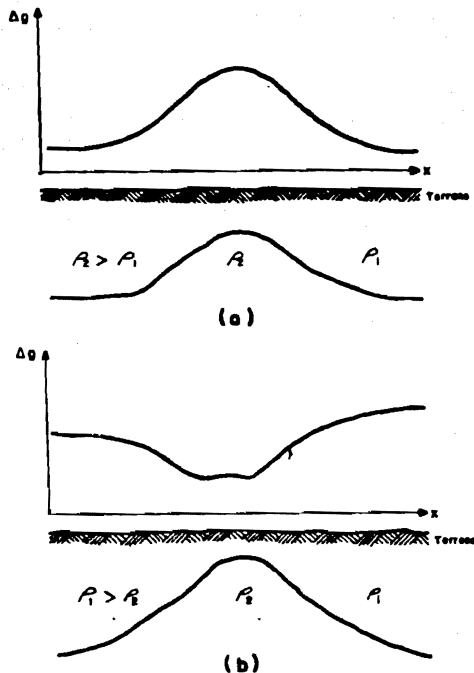 Δg
x
Terreno
ρ₂ > ρ₁ ρ₂ ρ₁
(a)
Δg
x
Terreno
ρ₁ > ρ₂ ρ₂ ρ₁
(b)